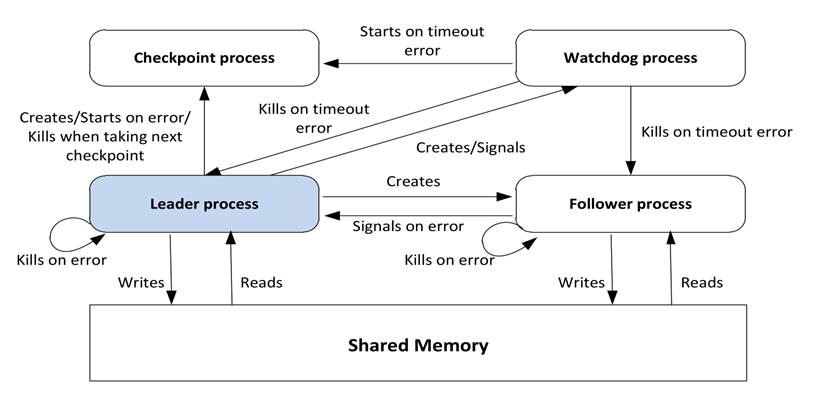 Starts on timeout
error
Checkpoint process
Watchdog process
Creates/Starts on error/
Kills when taking next
checkpoint
Kills on timeout
error
Creates/Signals
Kills on timeout error
Leader process
Creates
Signals on error
Follower process
Kills on error
Kills on error
Writes
Reads
Writes
Reads
Shared Memory